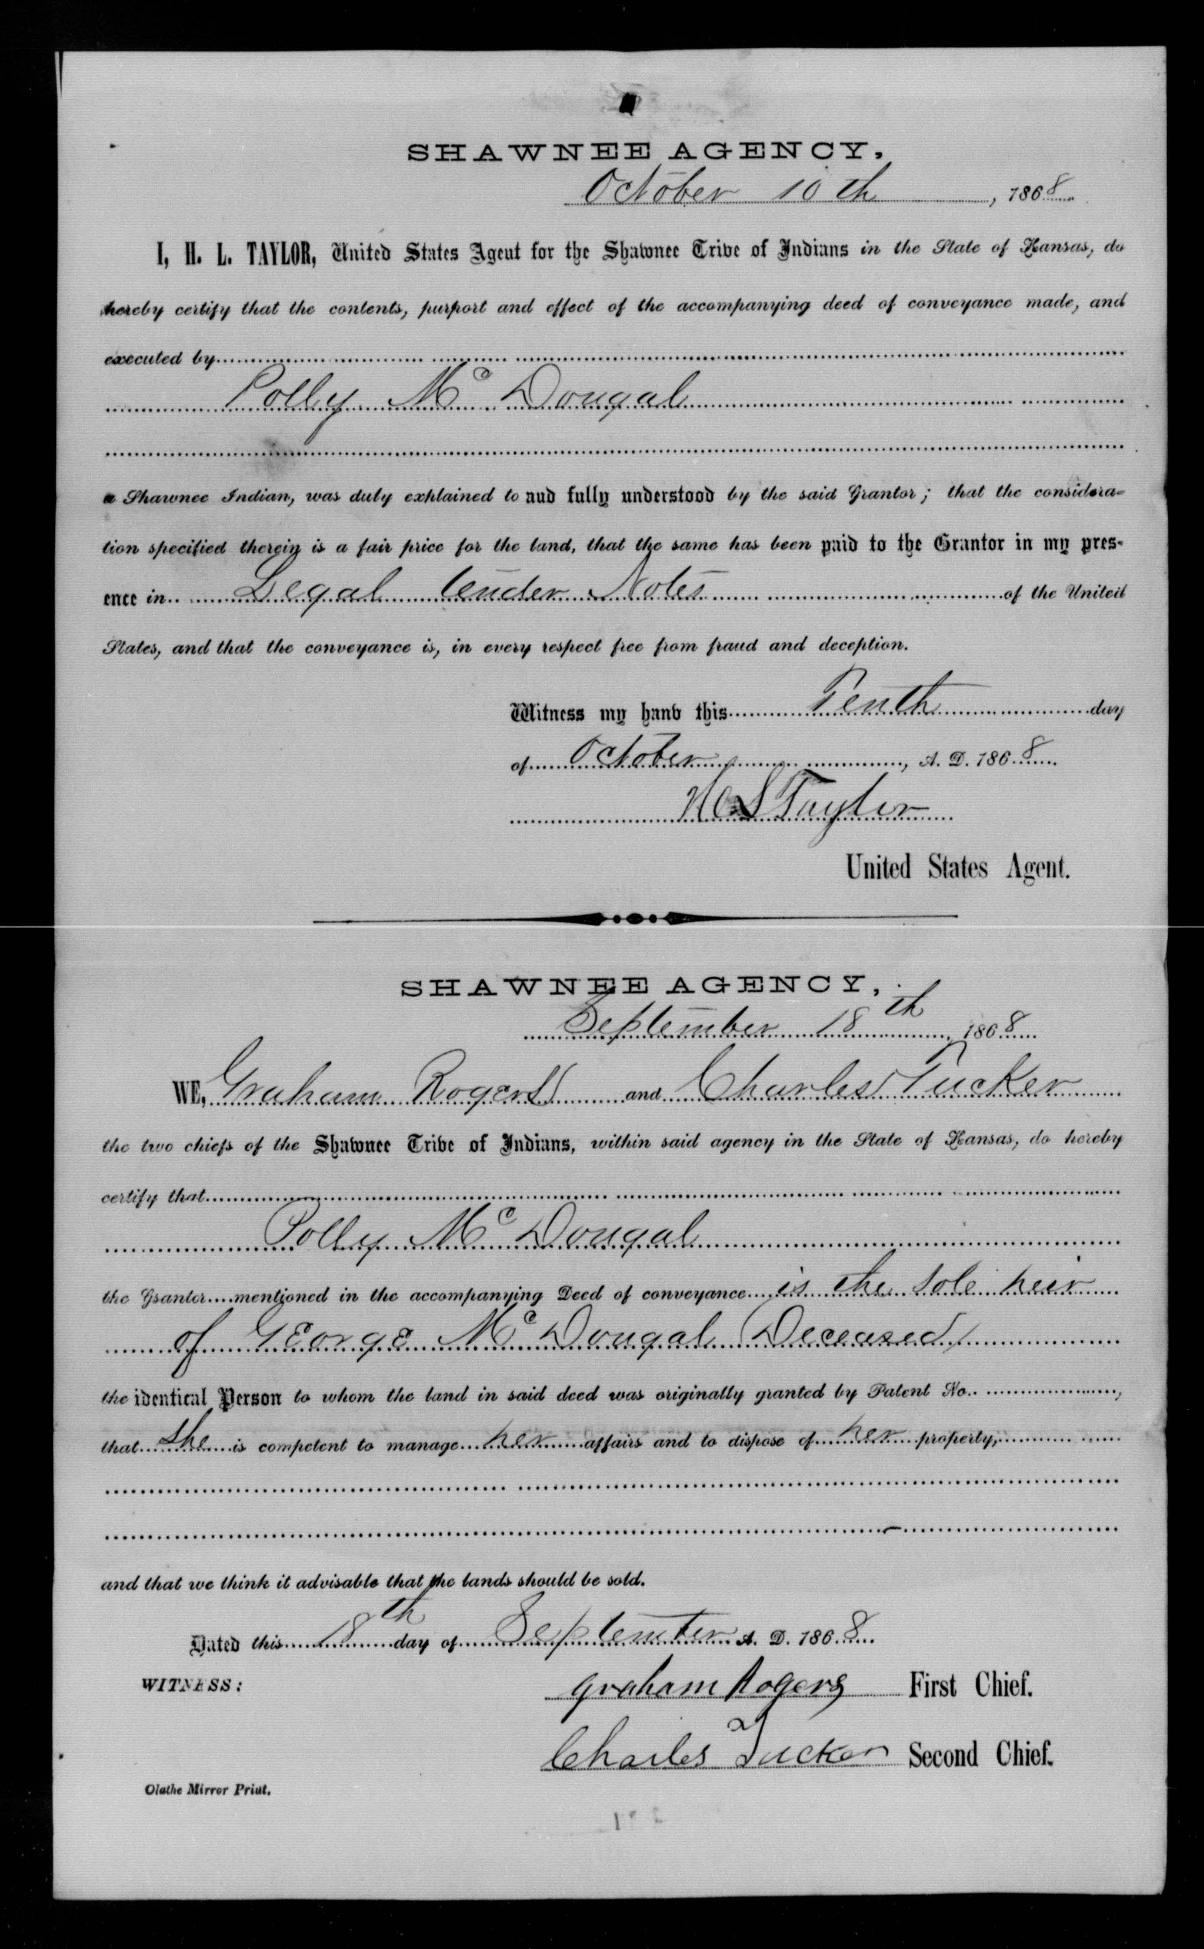 SHAWNEE AGENCY,
October 10th, 1868.
I, H. L. TAYLOR, United States Agent for the Shawnee Tribe of Indians in the State of Kansas, do
hereby certify that the contents, purport and effect of the accompanying deed of conveyance made, and
executed by
Polly Mc Dougal
a Shawnee Indian, was duly explained to and fully understood by the said Grantor; that the considera-
tion specified therein is a fair price for the land, that the same has been paid to the Grantor in my pres-
ence in Legal tender Notes of the United
States, and that the conveyance is, in every respect free from fraud and deception.
Witness my hand this Tenth day
of October, A. D. 1868
H L Taylor
United States Agent.
SHAWNEE AGENCY,
September 18th, 1868
WE, Graham Rogers and Charles Tucker
the two chiefs of the Shawnee Tribe of Indians, within said agency in the State of Kansas, do hereby
certify that
Polly Mc Dougal
the Grantor mentioned in the accompanying Deed of conveyance is the sole heir
of George Mc Dougal (Deceased)
the identical Person to whom the land in said deed was originally granted by Patent No. ,
that she is competent to manage her affairs and to dispose of her property,
and that we think it advisable that the lands should be sold.
Dated this 18th day of September A. D. 1868
WITNESS:
Graham Rogers First Chief.
Charles Tucker Second Chief.
Olathe Mirror Print.